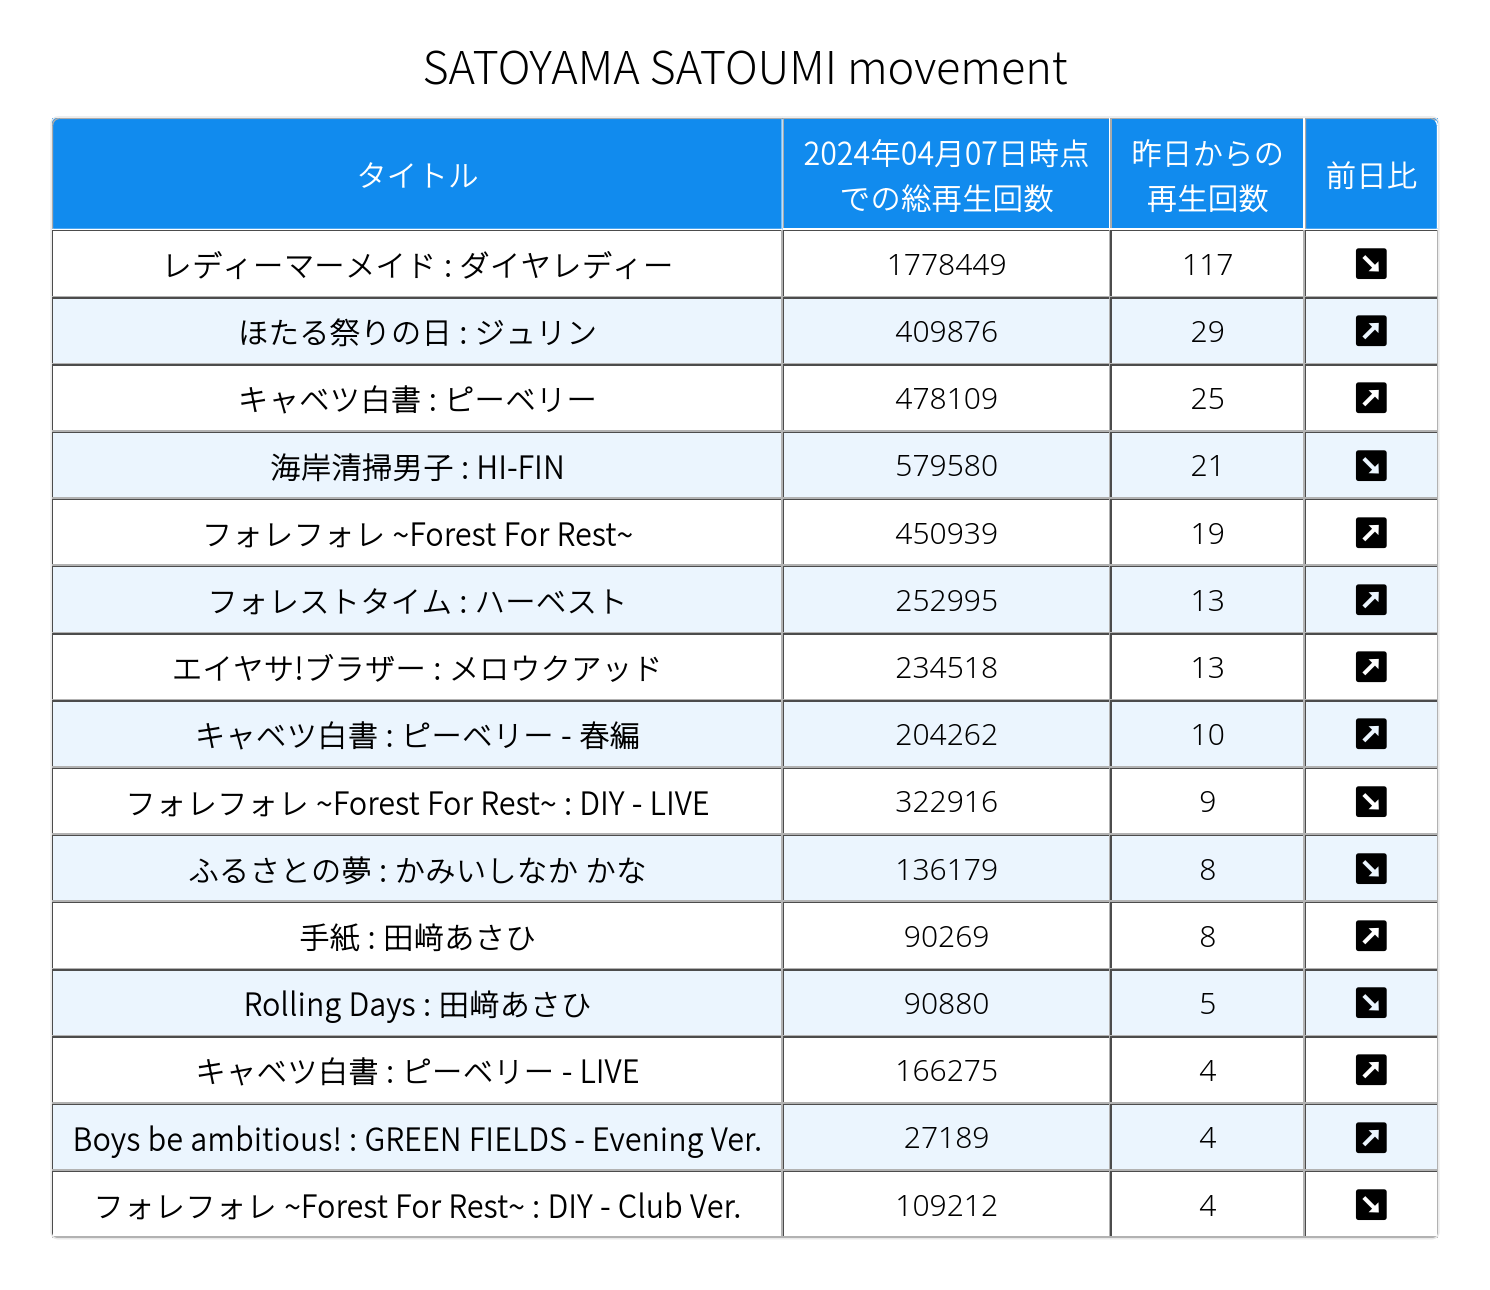 SATOYAMA SATOUMI movement
タイトル
2024年04月07日時点
での総再生回数
昨日からの
再生回数
前日比
レディーマーメイド : ダイヤレディー 1778449 117
ほたる祭りの日 : ジュリン 409876 29
キャベツ白書 : ピーベリー 478109 25
海岸清掃男子 : HI-FIN 579580 21
フォレフォレ ~Forest For Rest~ 450939 19
フォレストタイム : ハーベスト 252995 13
エイヤサ!ブラザー : メロウクアッド 234518 13
キャベツ白書 : ピーベリー - 春編 204262 10
フォレフォレ ~Forest For Rest~ : DIY - LIVE 322916 9
ふるさとの夢 : かみいしなか かな 136179 8
手紙 : 田﨑あさひ 90269 8
Rolling Days : 田﨑あさひ 90880 5
キャベツ白書 : ピーベリー - LIVE 166275 4
Boys be ambitious! : GREEN FIELDS - Evening Ver. 27189 4
フォレフォレ ~Forest For Rest~ : DIY - Club Ver. 109212 4